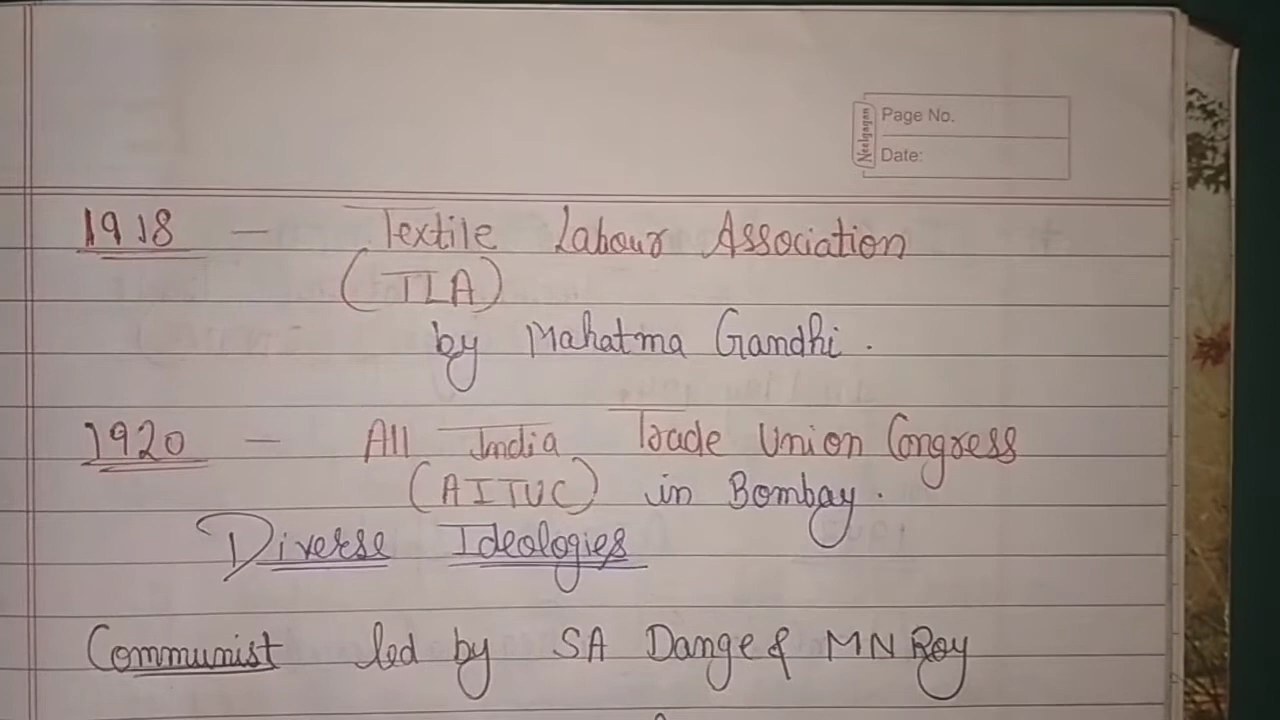 Neelgagan
Page No.
Date:
1918 — Textile Labour Association
(TLA)
by Mahatma Gandhi.
1920 — All India Trade Union Congress
(AITUC) in Bombay.
Diverse Ideologies
Communist led by SA Dange & MN Roy